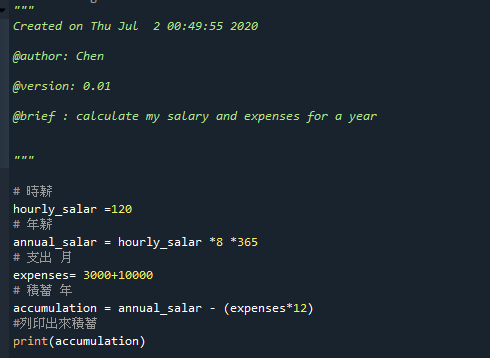 """
Created on Thu Jul  2 00:49:55 2020
@author: Chen
@version: 0.01
@brief : calculate my salary and expenses for a year
"""
# 時薪
hourly_salar =120
# 年薪
annual_salar = hourly_salar *8 *365
# 支出 月
expenses= 3000+10000
# 積蓄 年
accumulation = annual_salar - (expenses*12)
#列印出來積蓄
print(accumulation)